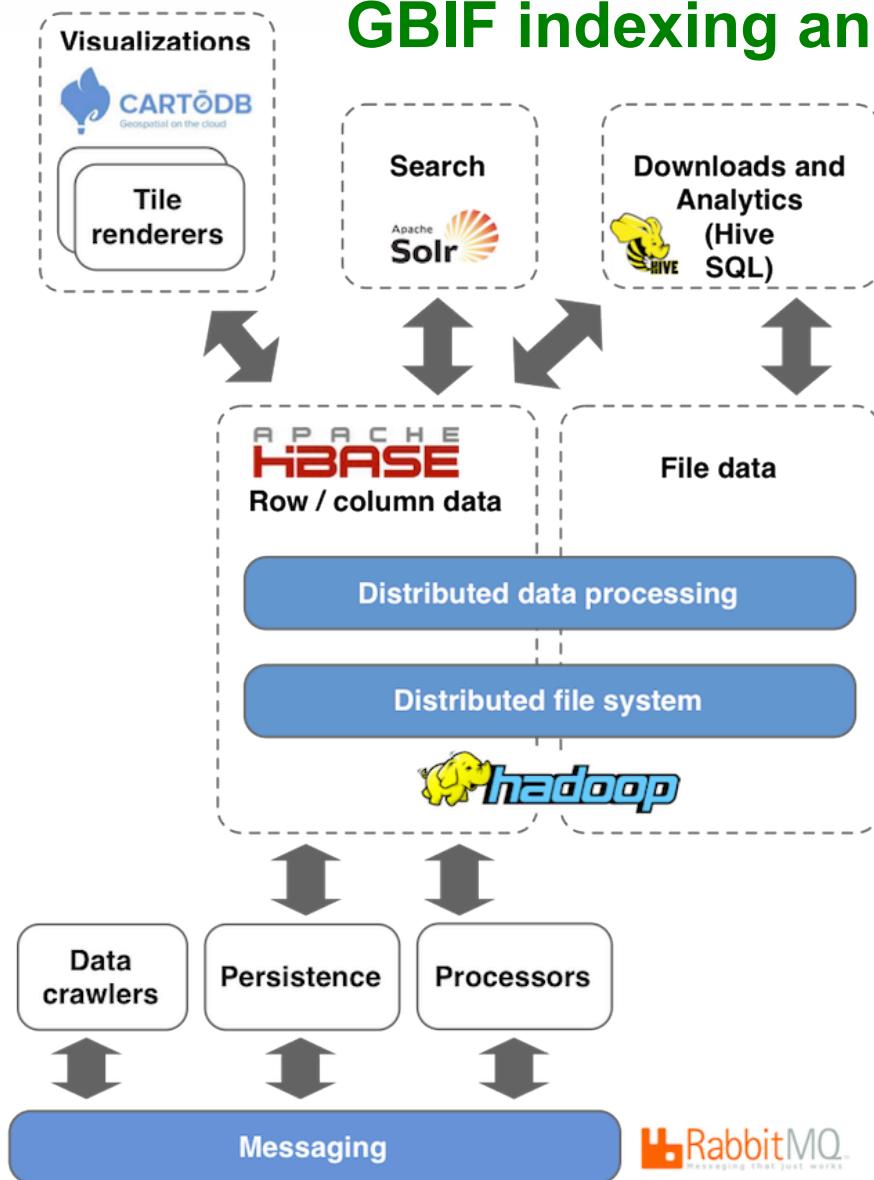 GBIF indexing an
Visualizations
CARTODB
Geospatial on the cloud
Tile
renderers
Search
Apache
Solr
Downloads and
Analytics
(Hive
SQL)
HIVE
APACHE
HBASE
Row / column data
File data
Distributed data processing
Distributed file system
hadoop
Data
crawlers
Persistence
Processors
Messaging
RabbitMQ
Messaging that just works